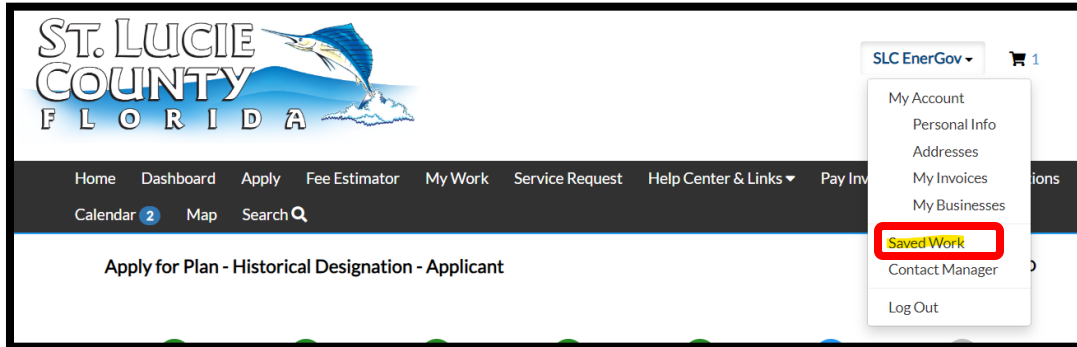 ST. LUCIE
COUNTY
FLORIDA
SLC EnerGov
1
My Account
Personal Info
Addresses
My Invoices
My Businesses
Saved Work
Contact Manager
Log Out
Home Dashboard Apply Fee Estimator My Work Service Request Help Center & Links Pay Inv
Calendar 2 Map Search
Apply for Plan - Historical Designation - Applicant